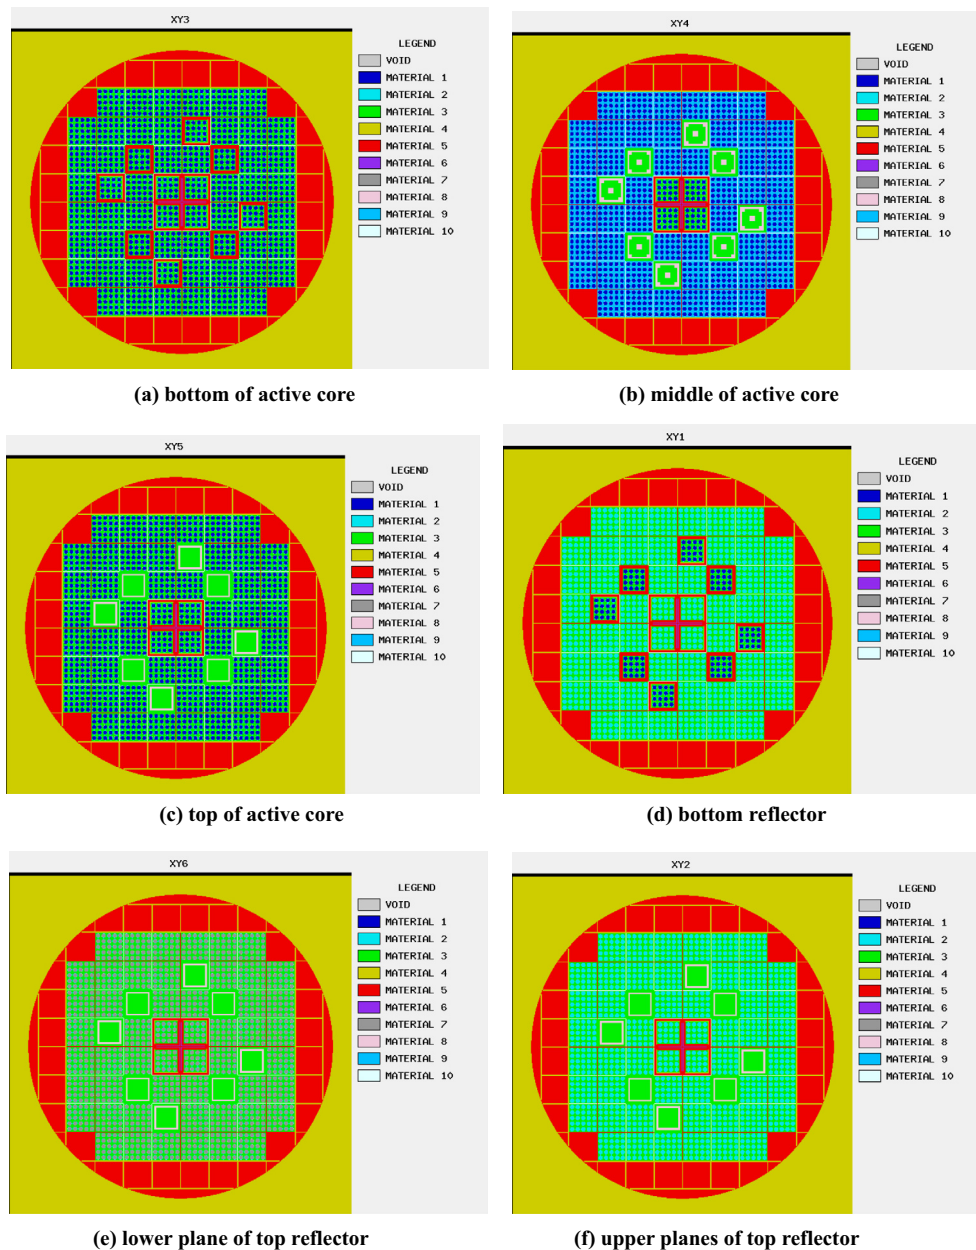 XY3
LEGEND
VOID
MATERIAL 1
MATERIAL 2
MATERIAL 3
MATERIAL 4
MATERIAL 5
MATERIAL 6
MATERIAL 7
MATERIAL 8
MATERIAL 9
MATERIAL 10
(a) bottom of active core
XY4
LEGEND
VOID
MATERIAL 1
MATERIAL 2
MATERIAL 3
MATERIAL 4
MATERIAL 5
MATERIAL 6
MATERIAL 7
MATERIAL 8
MATERIAL 9
MATERIAL 10
(b) middle of active core
XY5
LEGEND
VOID
MATERIAL 1
MATERIAL 2
MATERIAL 3
MATERIAL 4
MATERIAL 5
MATERIAL 6
MATERIAL 7
MATERIAL 8
MATERIAL 9
MATERIAL 10
(c) top of active core
XY1
LEGEND
VOID
MATERIAL 1
MATERIAL 2
MATERIAL 3
MATERIAL 4
MATERIAL 5
MATERIAL 6
MATERIAL 7
MATERIAL 8
MATERIAL 9
MATERIAL 10
(d) bottom reflector
XY6
LEGEND
VOID
MATERIAL 1
MATERIAL 2
MATERIAL 3
MATERIAL 4
MATERIAL 5
MATERIAL 6
MATERIAL 7
MATERIAL 8
MATERIAL 9
MATERIAL 10
(e) lower plane of top reflector
XY2
LEGEND
VOID
MATERIAL 1
MATERIAL 2
MATERIAL 3
MATERIAL 4
MATERIAL 5
MATERIAL 6
MATERIAL 7
MATERIAL 8
MATERIAL 9
MATERIAL 10
(f) upper planes of top reflector